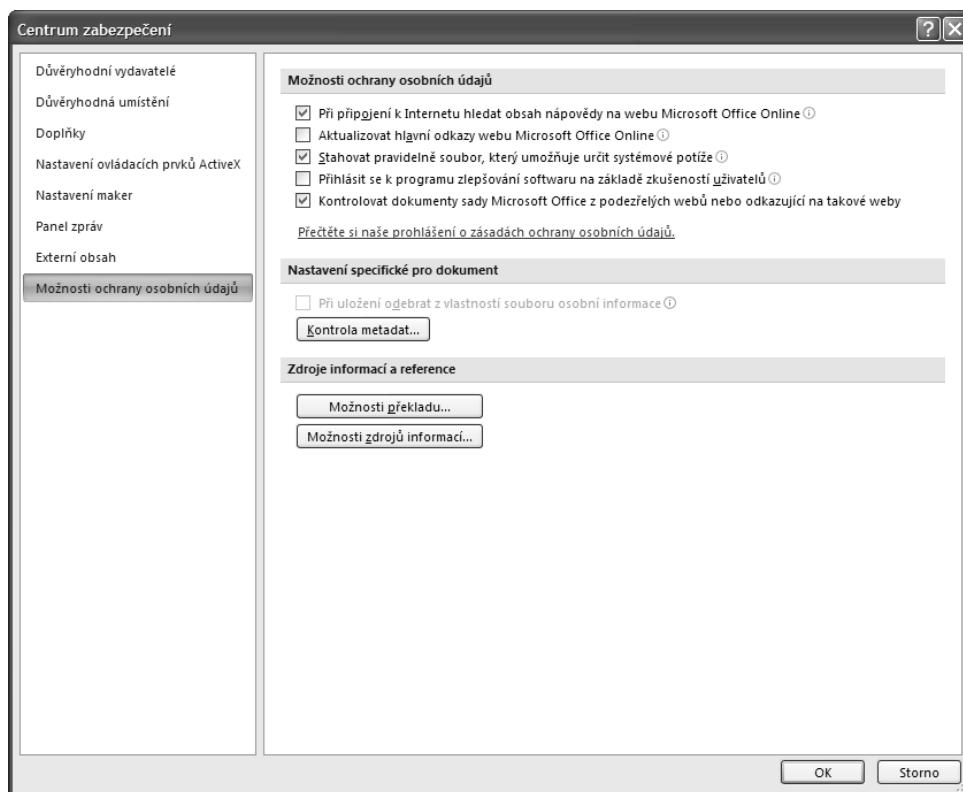 Centrum zabezpečení
Důvěryhodní vydavatelé
Důvěryhodná umístění
Doplňky
Nastavení ovládacích prvků ActiveX
Nastavení maker
Panel zpráv
Externí obsah
Možnosti ochrany osobních údajů
Možnosti ochrany osobních údajů
Při připojení k Internetu hledat obsah nápovědy na webu Microsoft Office Online
Aktualizovat hlavní odkazy webu Microsoft Office Online
Stahovat pravidelně soubor, který umožňuje určit systémové potíže
Přihlásit se k programu zlepšování softwaru na základě zkušeností uživatelů
Kontrolovat dokumenty sady Microsoft Office z podezřelých webů nebo odkazující na takové weby
Přečtěte si naše prohlášení o zásadách ochrany osobních údajů.
Nastavení specifické pro dokument
Při uložení odebrat z vlastností souboru osobní informace
Kontrola metadat...
Zdroje informací a reference
Možnosti překladu...
Možnosti zdrojů informací...
OK
Storno